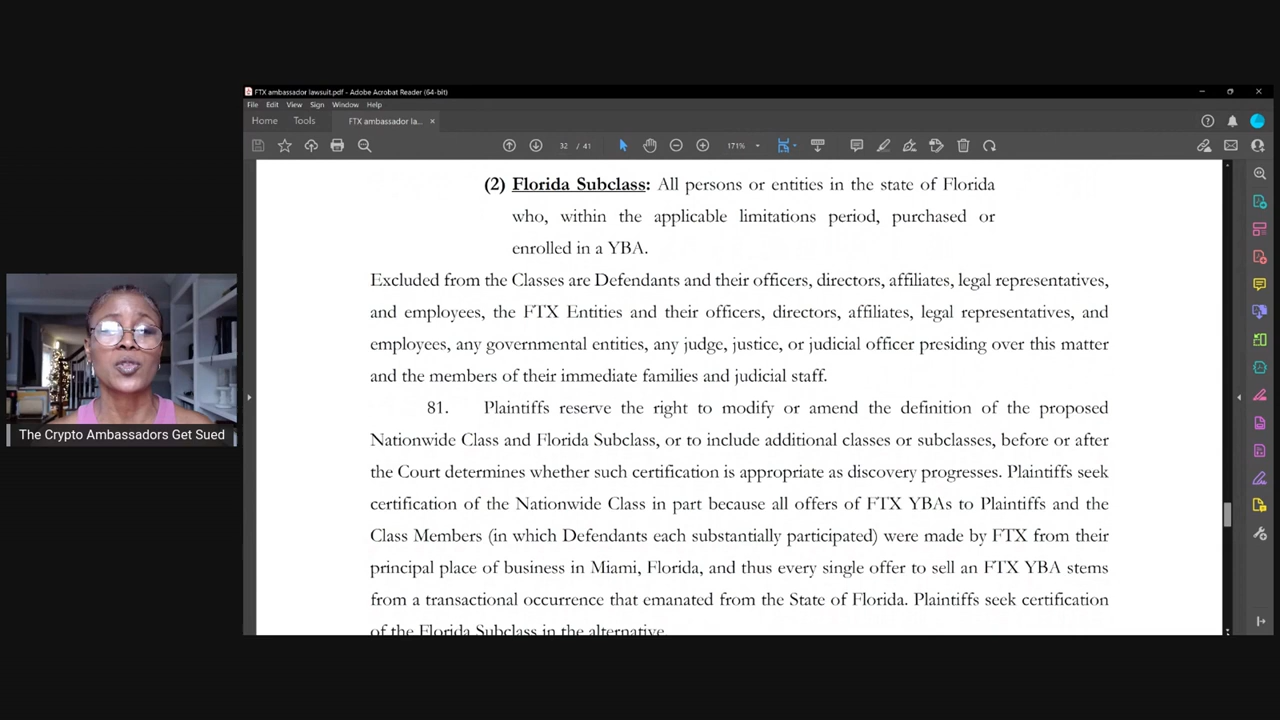 FTX ambassador lawsuit.pdf - Adobe Acrobat Reader (64-bit)
File Edit View Sign Window Help
Home Tools FTX ambassador la... ×
32 / 41 171%
(2) Florida Subclass: All persons or entities in the state of Florida
who, within the applicable limitations period, purchased or
enrolled in a YBA.
Excluded from the Classes are Defendants and their officers, directors, affiliates, legal representatives,
and employees, the FTX Entities and their officers, directors, affiliates, legal representatives, and
employees, any governmental entities, any judge, justice, or judicial officer presiding over this matter
and the members of their immediate families and judicial staff.
81. Plaintiffs reserve the right to modify or amend the definition of the proposed
Nationwide Class and Florida Subclass, or to include additional classes or subclasses, before or after
the Court determines whether such certification is appropriate as discovery progresses. Plaintiffs seek
certification of the Nationwide Class in part because all offers of FTX YBAs to Plaintiffs and the
Class Members (in which Defendants each substantially participated) were made by FTX from their
principal place of business in Miami, Florida, and thus every single offer to sell an FTX YBA stems
from a transactional occurrence that emanated from the State of Florida. Plaintiffs seek certification
of the Florida Subclass in the alternative.
The Crypto Ambassadors Get Sued